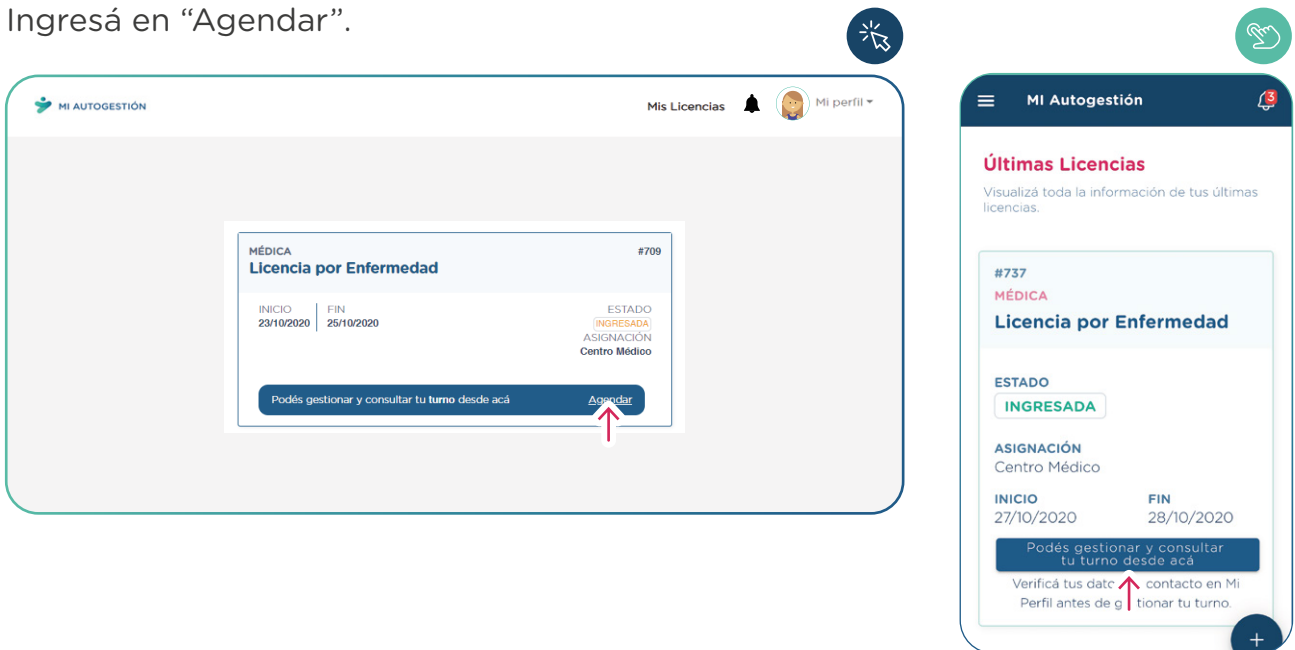 Ingresá en “Agendar”.
MI AUTOGESTIÓN
Mis Licencias
Mi perfil
MÉDICA
#709
Licencia por Enfermedad
INICIO
FIN
23/10/2020
25/10/2020
ESTADO
INGRESADA
ASIGNACIÓN
Centro Médico
Podés gestionar y consultar tu turno desde acá
Agendar
MI Autogestión
3
Últimas Licencias
Visualizá toda la información de tus últimas
licencias.
#737
MÉDICA
Licencia por Enfermedad
ESTADO
INGRESADA
ASIGNACIÓN
Centro Médico
INICIO
FIN
27/10/2020
28/10/2020
Podés gestionar y consultar
tu turno desde acá
Verificá tus contacto en Mi
Perfil antes de tu turno.
+